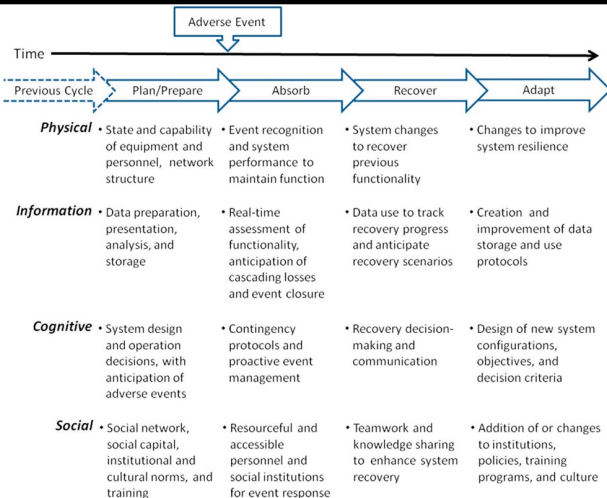 Adverse Event
Time
Previous Cycle
Plan/Prepare
Absorb
Recover
Adapt
Physical
• State and capability
of equipment and
personnel, network
structure
• Event recognition
and system
performance to
maintain function
• System changes
to recover
previous
functionality
• Changes to improve
system resilience
Information
• Data preparation,
presentation,
analysis, and
storage
• Real-time
assessment of
functionality,
anticipation of
cascading losses
and event closure
• Data use to track
recovery progress
and anticipate
recovery scenarios
• Creation and
improvement of data
storage and use
protocols
Cognitive
• System design
and operation
decisions, with
anticipation of
adverse events
• Contingency
protocols and
proactive event
management
• Recovery decision-
making and
communication
• Design of new system
configurations,
objectives, and
decision criteria
Social
• Social network,
social capital,
institutional and
cultural norms, and
training
• Resourceful and
accessible
personnel and
social institutions
for event response
• Teamwork and
knowledge sharing
to enhance system
recovery
• Addition of or changes
to institutions,
policies, training
programs, and culture